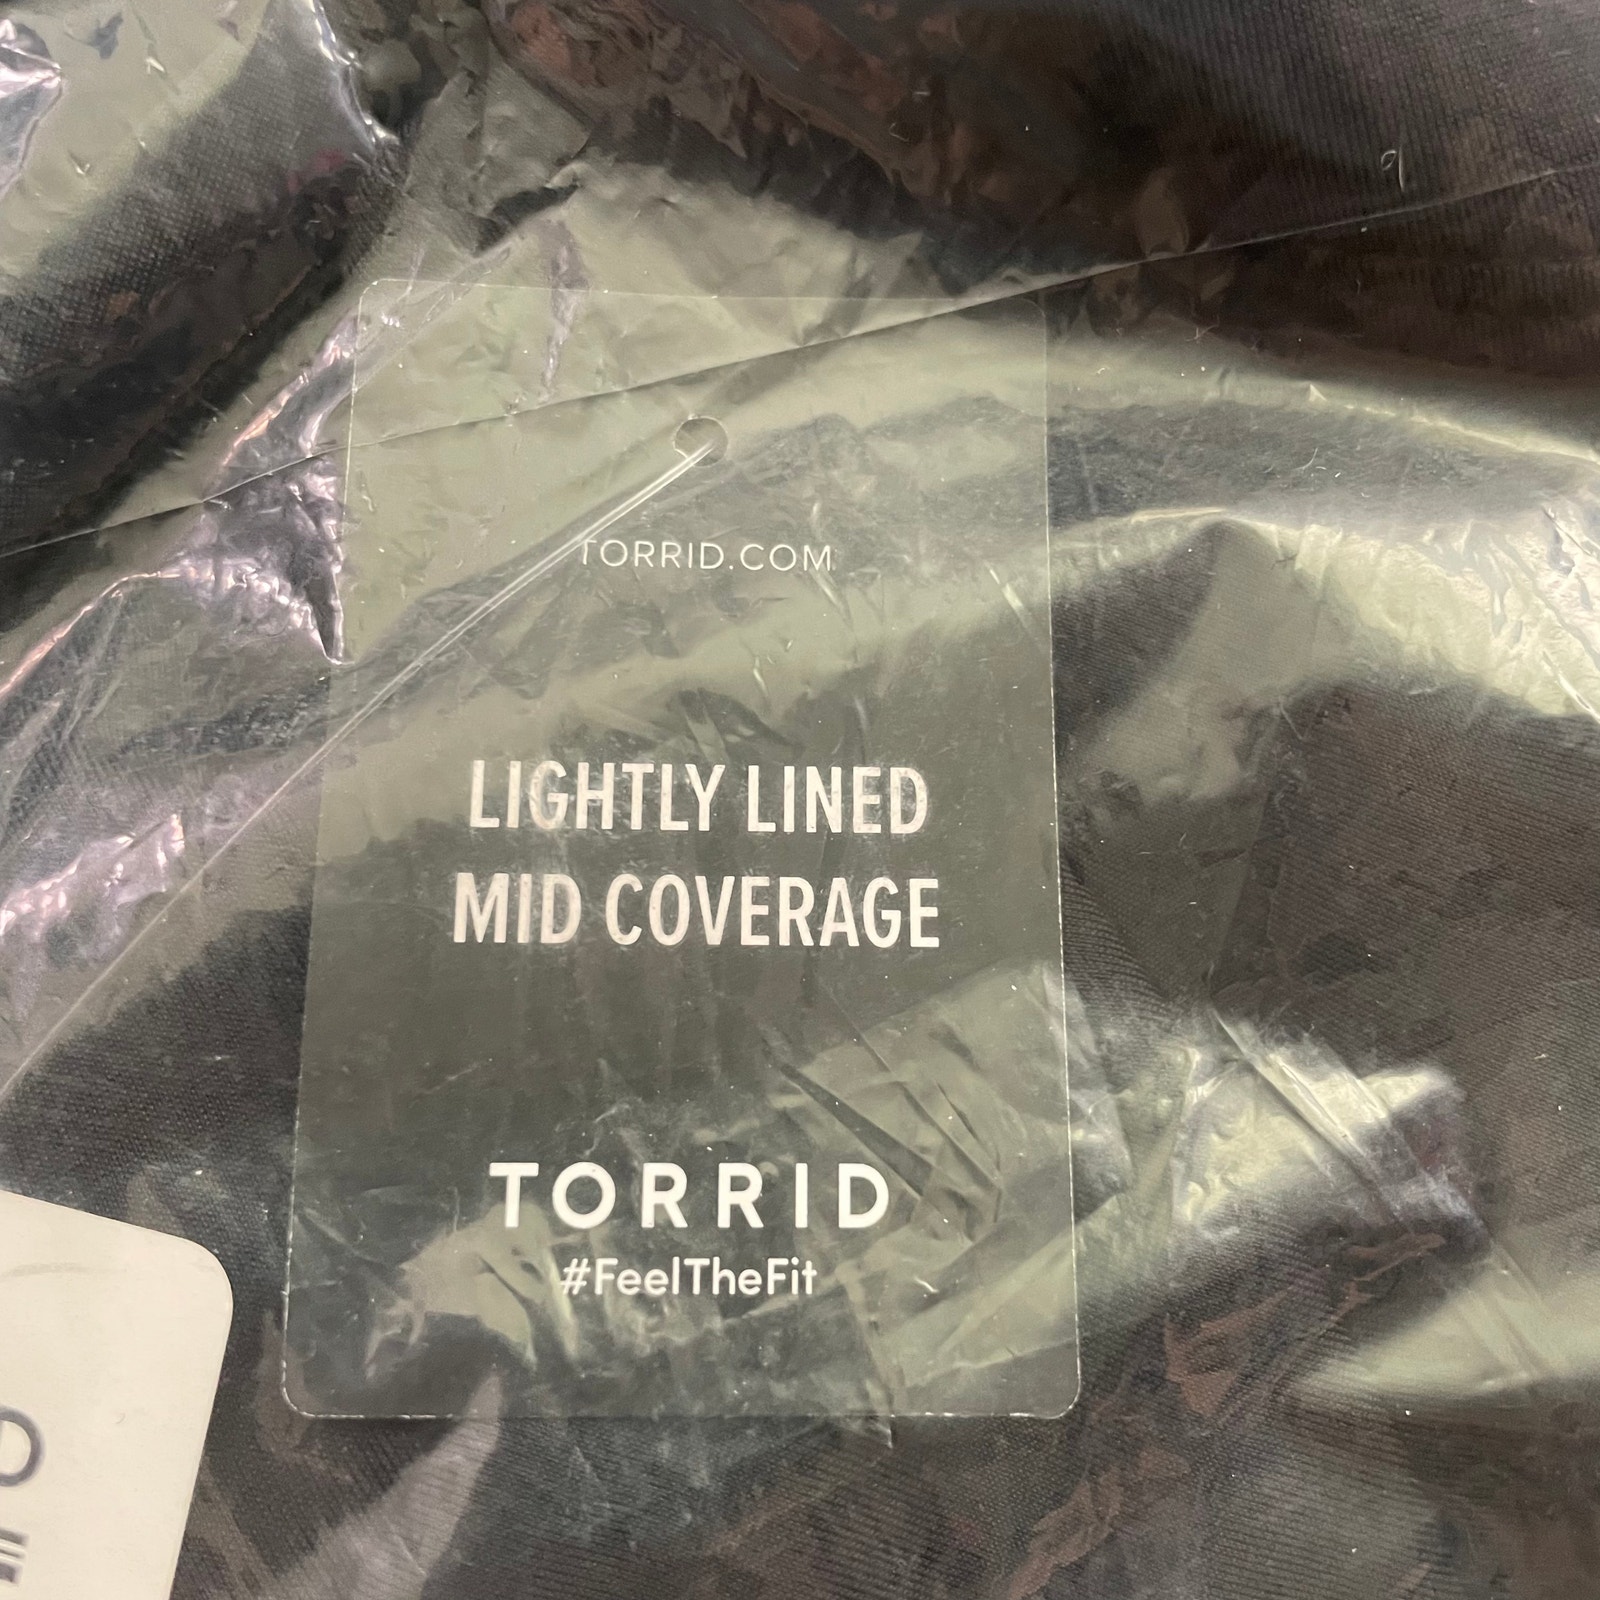 TORRID.COM
LIGHTLY LINED
MID COVERAGE
TORRID
#FeelTheFit